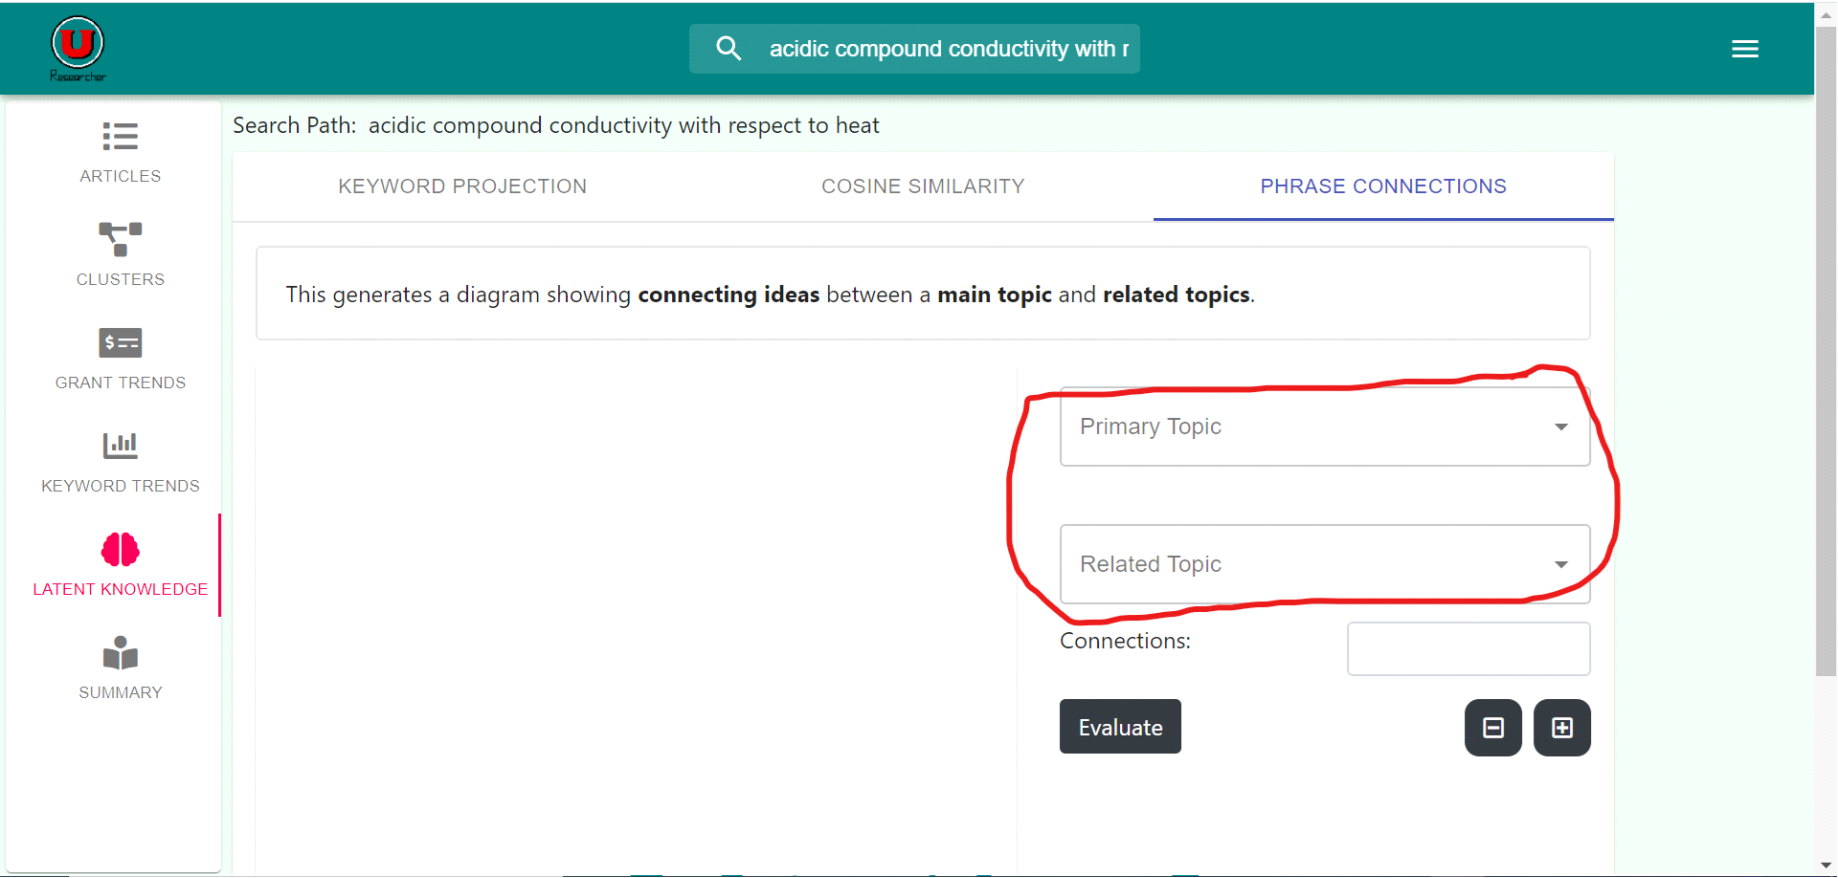 U
Researcher
acidic compound conductivity with r
ARTICLES
CLUSTERS
GRANT TRENDS
KEYWORD TRENDS
LATENT KNOWLEDGE
SUMMARY
Search Path: acidic compound conductivity with respect to heat
KEYWORD PROJECTION
COSINE SIMILARITY
PHRASE CONNECTIONS
This generates a diagram showing connecting ideas between a main topic and related topics.
Primary Topic
Related Topic
Connections:
Evaluate